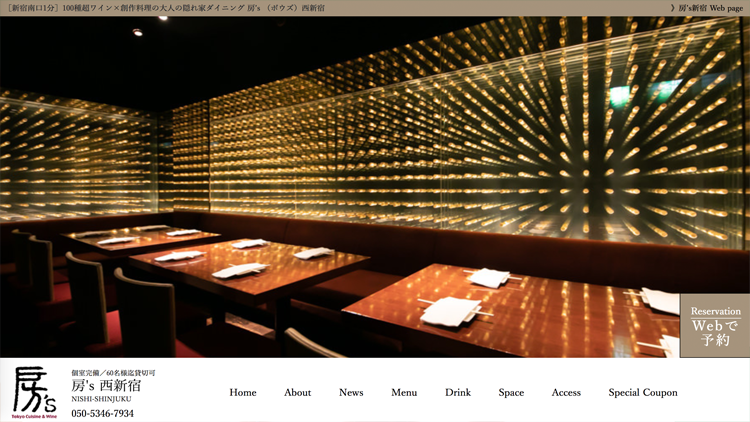 ［新宿南口1分］100種超ワイン×創作料理の大人の隠れ家ダイニング 房's （ボウズ）西新宿
》房's新宿 Web page
Reservation
Webで
予約
房's
Tokyo Cuisine & Wine
個室完備／60名様迄貸切可
房's 西新宿
NISHI-SHINJUKU
050-5346-7934
Home About News Menu Drink Space Access Special Coupon